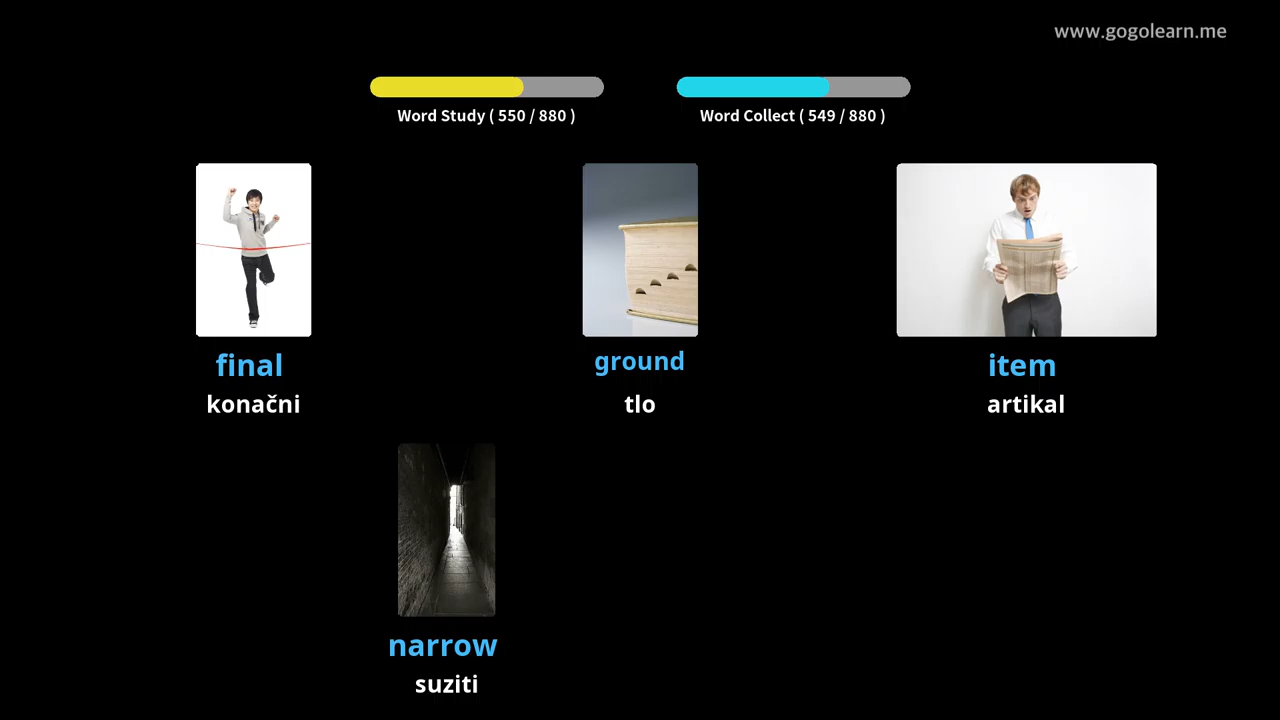 www.gogolearn.me
Word Study ( 550 / 880 )
Word Collect ( 549 / 880 )
final
konačni
ground
tlo
item
artikal
narrow
suziti